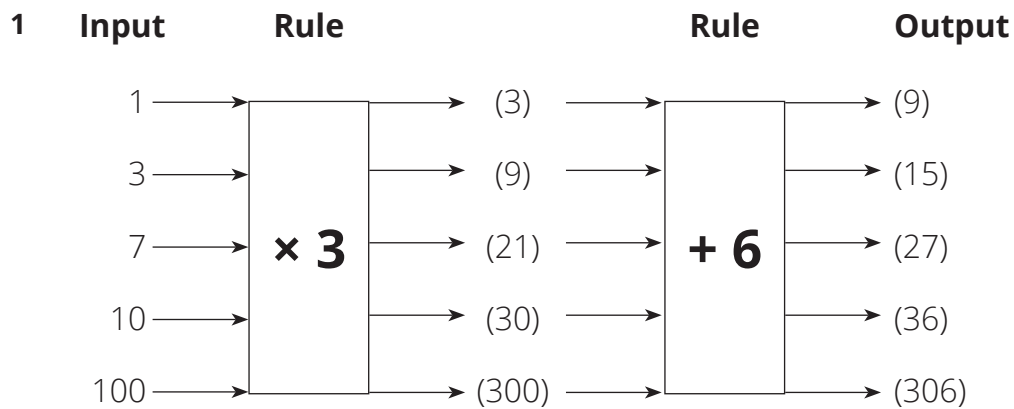 1 Input Rule Rule Output
1 (3) (9)
3 (9) (15)
7 × 3 (21) + 6 (27)
10 (30) (36)
100 (300) (306)